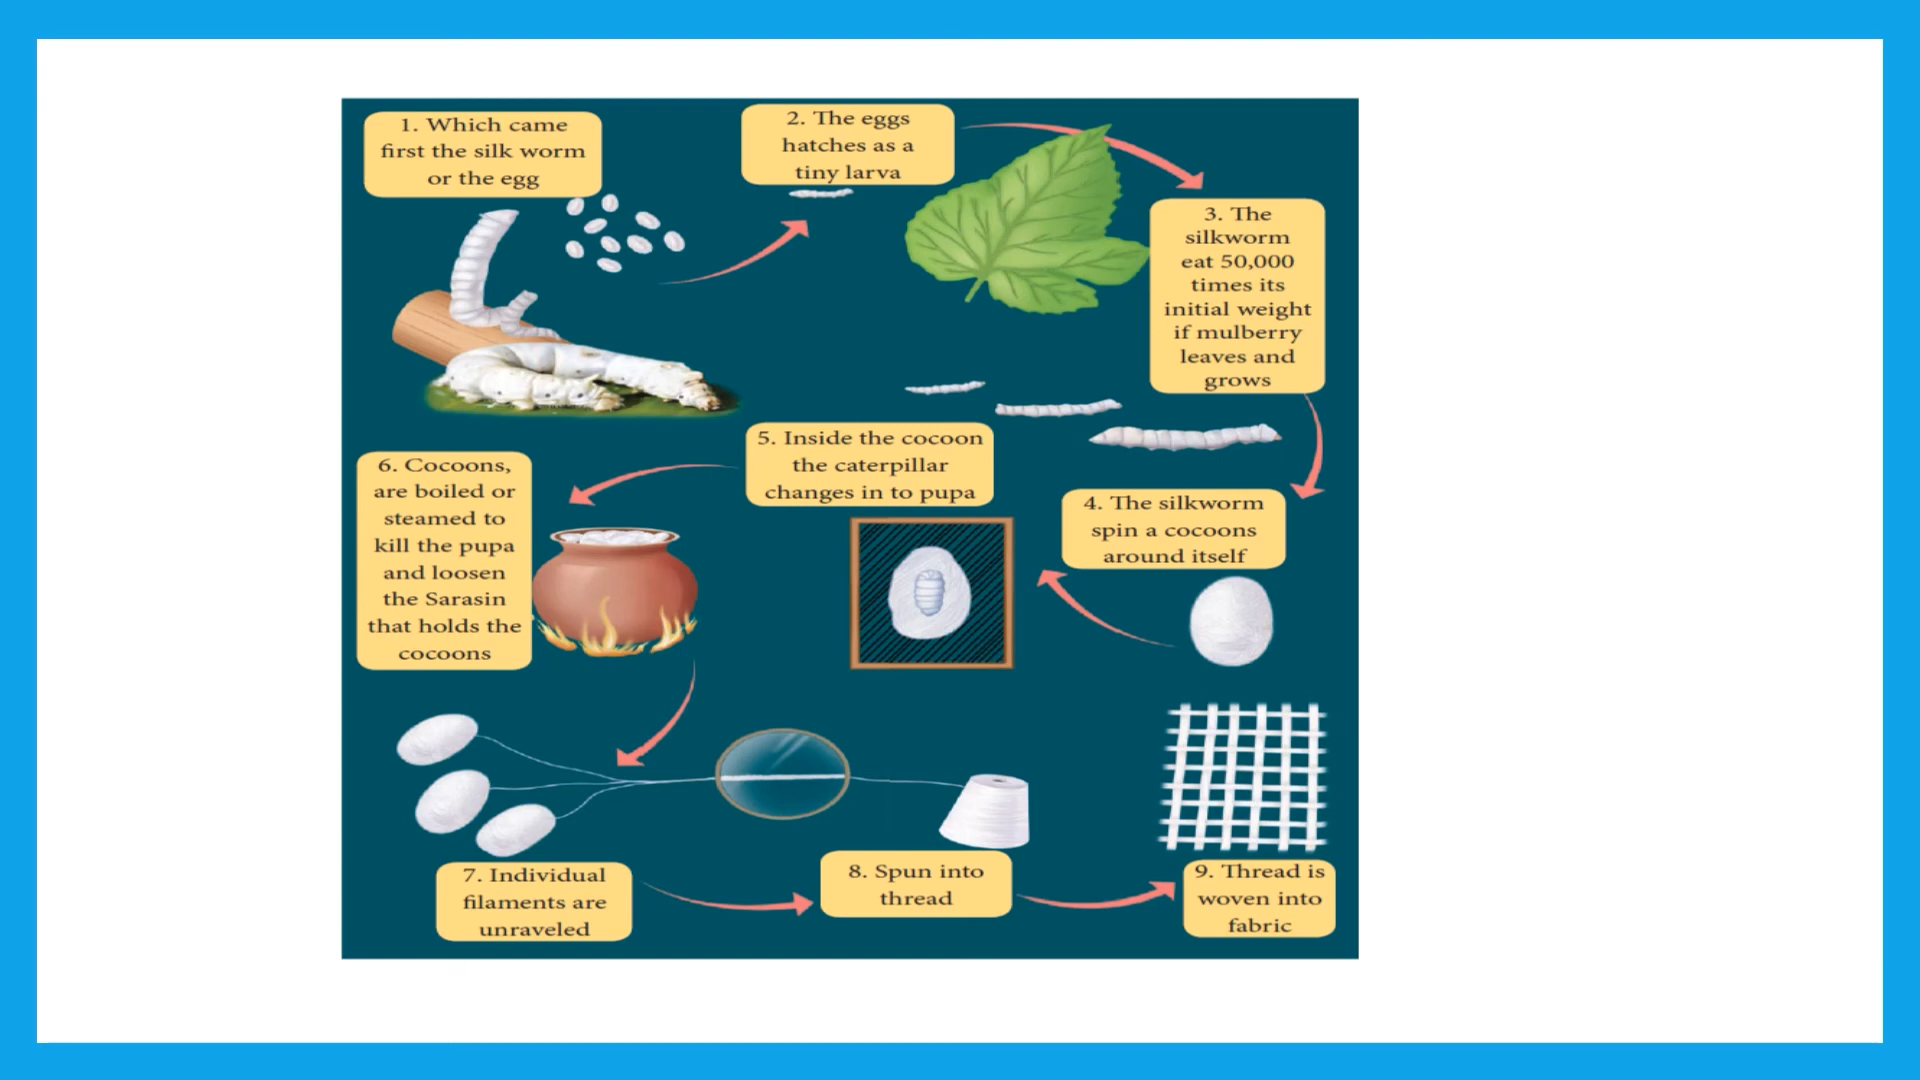 1. Which came
first the silk worm
or the egg
2. The eggs
hatches as a
tiny larva
3. The
silkworm
eat 50,000
times its
initial weight
if mulberry
leaves and
grows
4. The silkworm
spin a cocoons
around itself
5. Inside the cocoon
the caterpillar
changes in to pupa
6. Cocoons,
are boiled or
steamed to
kill the pupa
and loosen
the Sarasin
that holds the
cocoons
7. Individual
filaments are
unraveled
8. Spun into
thread
9. Thread is
woven into
fabric